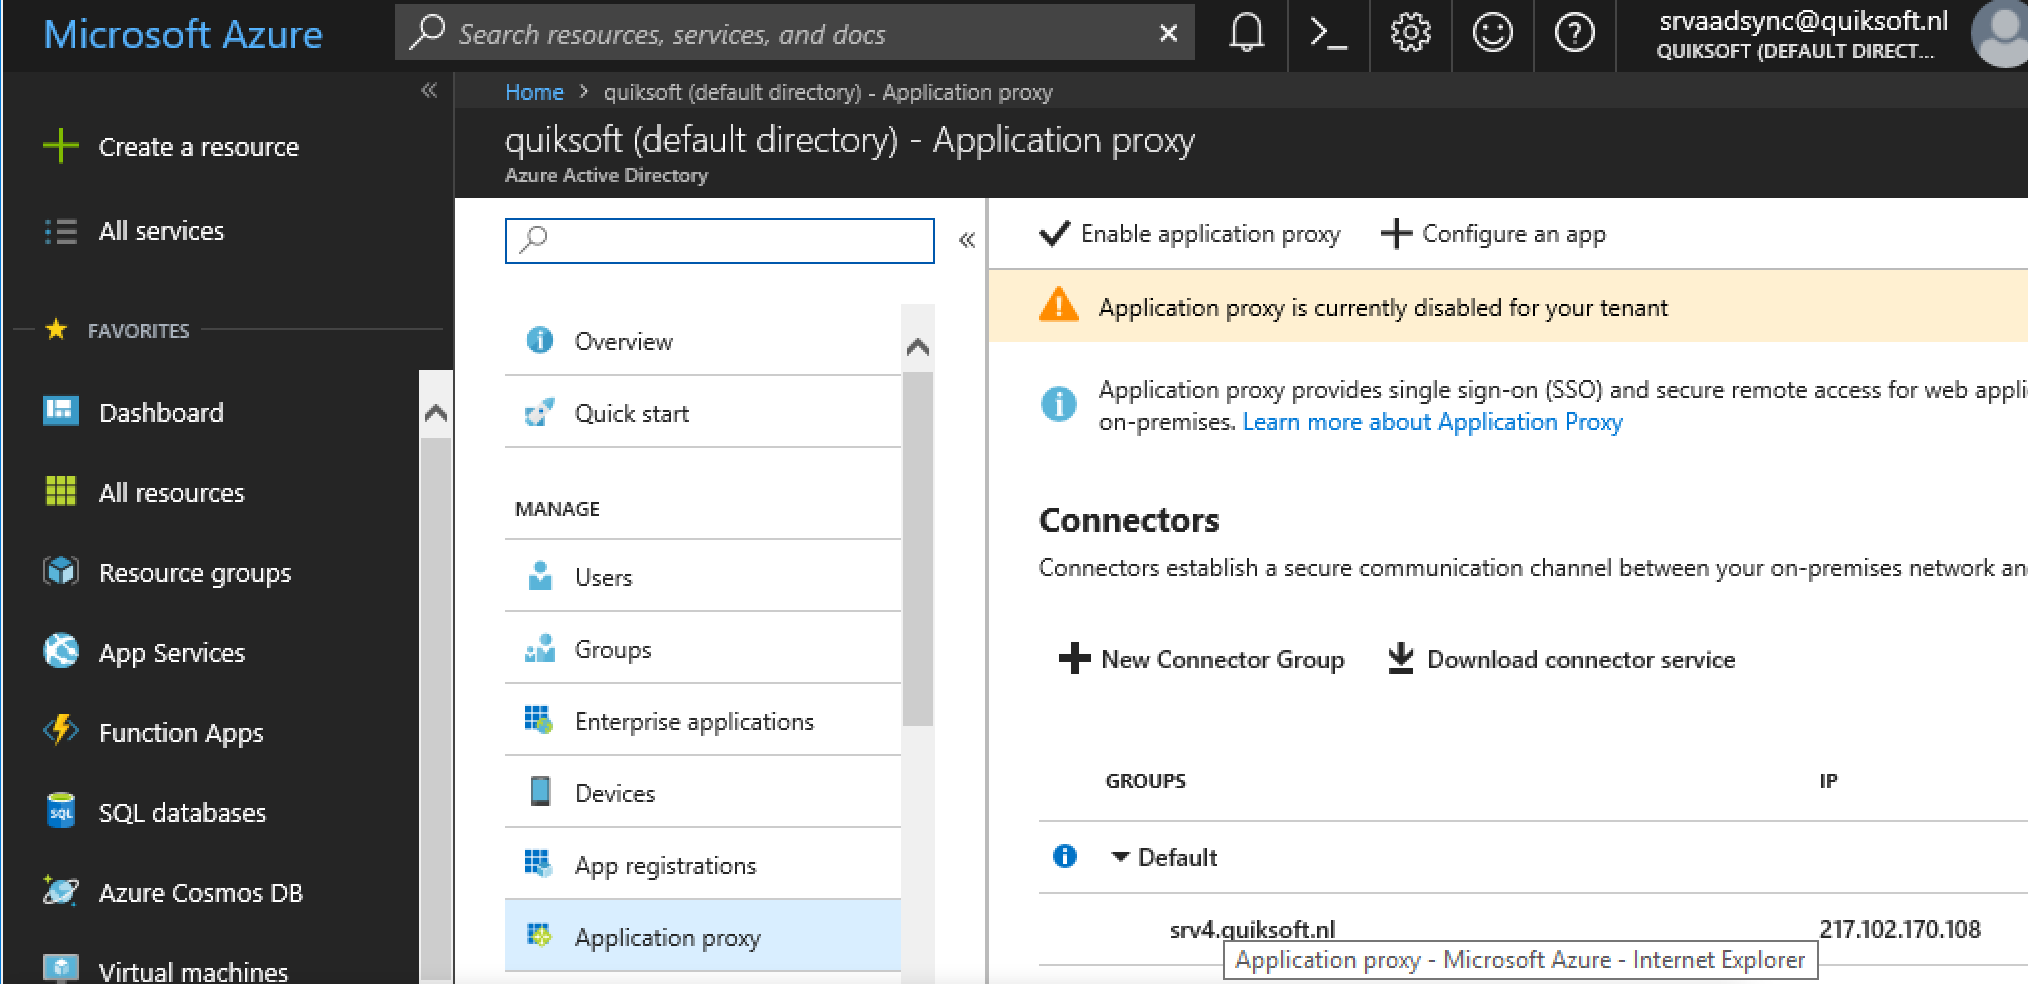 Microsoft Azure
Search resources, services, and docs
srvaadsync@quiksoft.nl
QUIKSOFT (DEFAULT DIRECT...
Create a resource
All services
FAVORITES
Dashboard
All resources
Resource groups
App Services
Function Apps
SQL databases
Azure Cosmos DB
Virtual machines
Home > quiksoft (default directory) - Application proxy
quiksoft (default directory) - Application proxy
Azure Active Directory
Overview
Quick start
MANAGE
Users
Groups
Enterprise applications
Devices
App registrations
Application proxy
Enable application proxy
Configure an app
Application proxy is currently disabled for your tenant
Application proxy provides single sign-on (SSO) and secure remote access for web appli
on-premises. Learn more about Application Proxy
Connectors
Connectors establish a secure communication channel between your on-premises network an
New Connector Group
Download connector service
GROUPS IP
Default
srv4.quiksoft.nl 217.102.170.108
Application proxy - Microsoft Azure - Internet Explorer